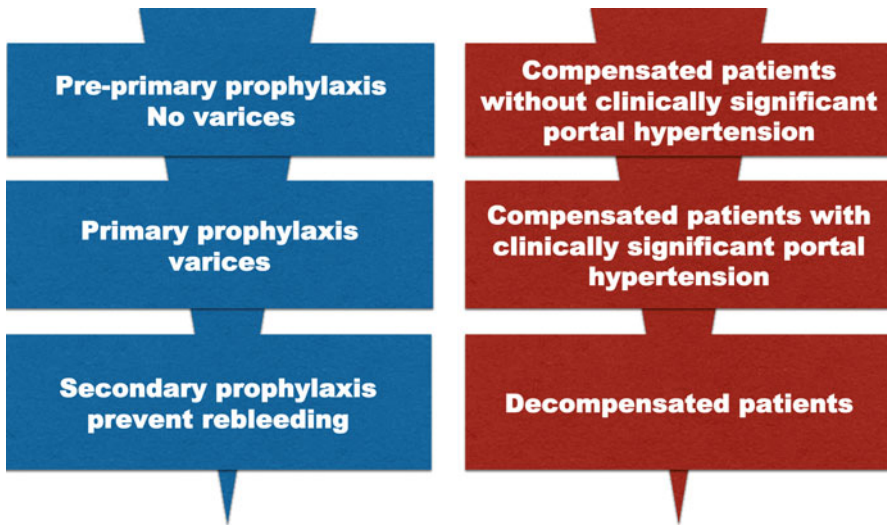 Pre-primary prophylaxis
No varices
Primary prophylaxis
varices
Secondary prophylaxis
prevent rebleeding
Compensated patients
without clinically significant
portal hypertension
Compensated patients with
clinically significant portal
hypertension
Decompensated patients